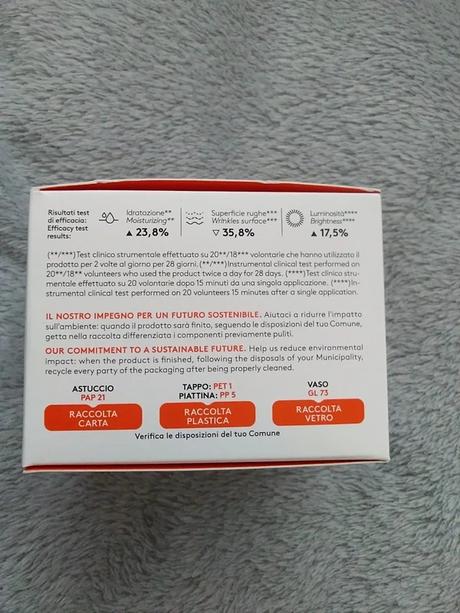 Risultati test
di efficacia:
Efficacy test
results:
Idratazione**
Moisturizing**
▲ 23,8%
Superficie rughe***
Wrinkles surface***
▽ 35,8%
Luminosità****
Brightness****
▲ 17,5%
(**/***)Test clinico strumentale effettuato su 20**/18*** volontarie che hanno utilizzato il
prodotto per 2 volte al giorno per 28 giorni.(**/***)Instrumental clinical test performed on
20**/18** volunteers who used the product twice a day for 28 days. (****)Test clinico stru-
mentale effettuato su 20 volontarie dopo 15 minuti da una singola applicazione. (****)In-
strumental clinical test performed on 20 volunteers 15 minutes after a single application.
IL NOSTRO IMPEGNO PER UN FUTURO SOSTENIBILE. Aiutaci a ridurre l'impatto
sull'ambiente: quando il prodotto sarà finito, seguendo le disposizioni del tuo Comune,
getta nella raccolta differenziata i componenti previamente puliti.
OUR COMMITMENT TO A SUSTAINABLE FUTURE. Help us reduce environmental
impact: when the product is finished, following the disposals of your Municipality,
recycle every part of the packaging after being properly cleaned.
ASTUCCIO
PAP 21
RACCOLTA
CARTA
TAPPO: PET 1
PIATTINA: PP 5
RACCOLTA
PLASTICA
VASO
GL 73
RACCOLTA
VETRO
Verifica le disposizioni del tuo Comune